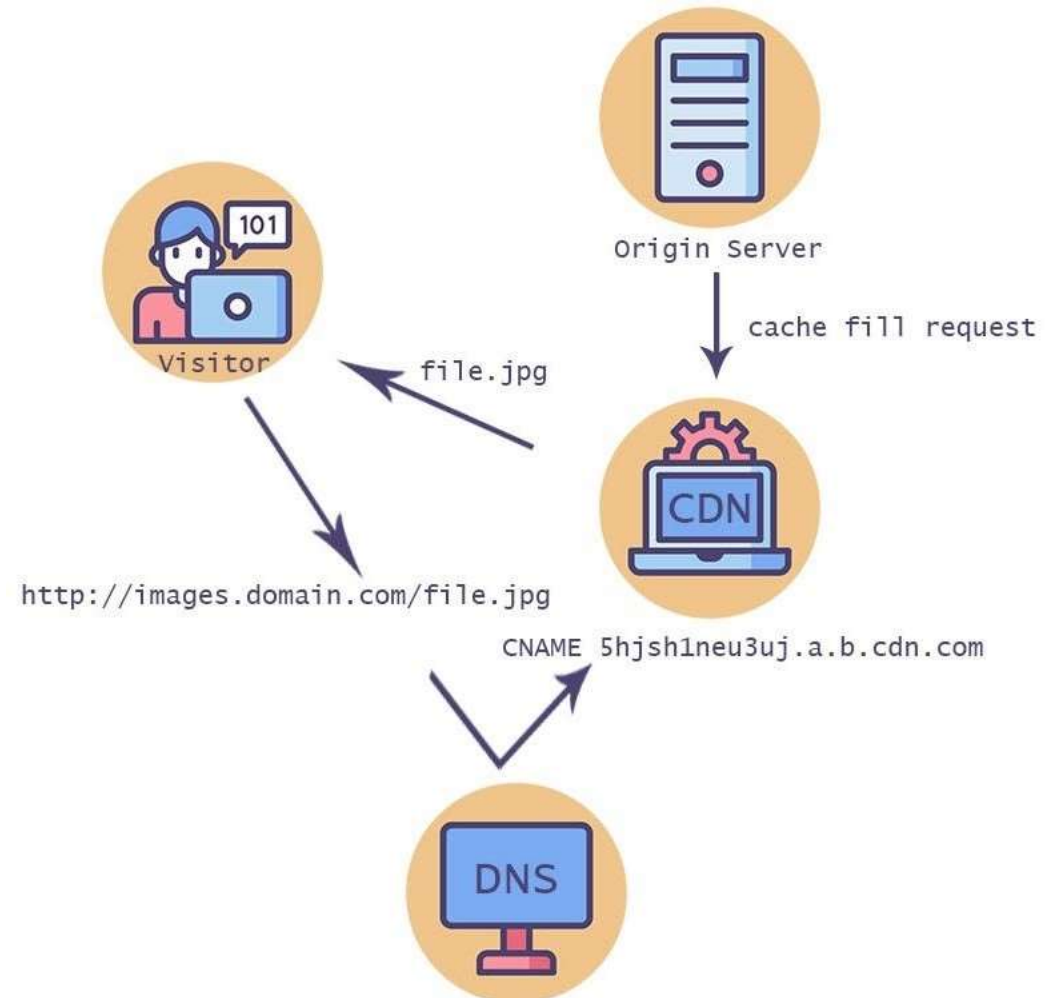 101
Visitor
Origin Server
cache fill request
file.jpg
CDN
http://images.domain.com/file.jpg
CNAME 5hjsh1neu3uj.a.b.cdn.com
DNS